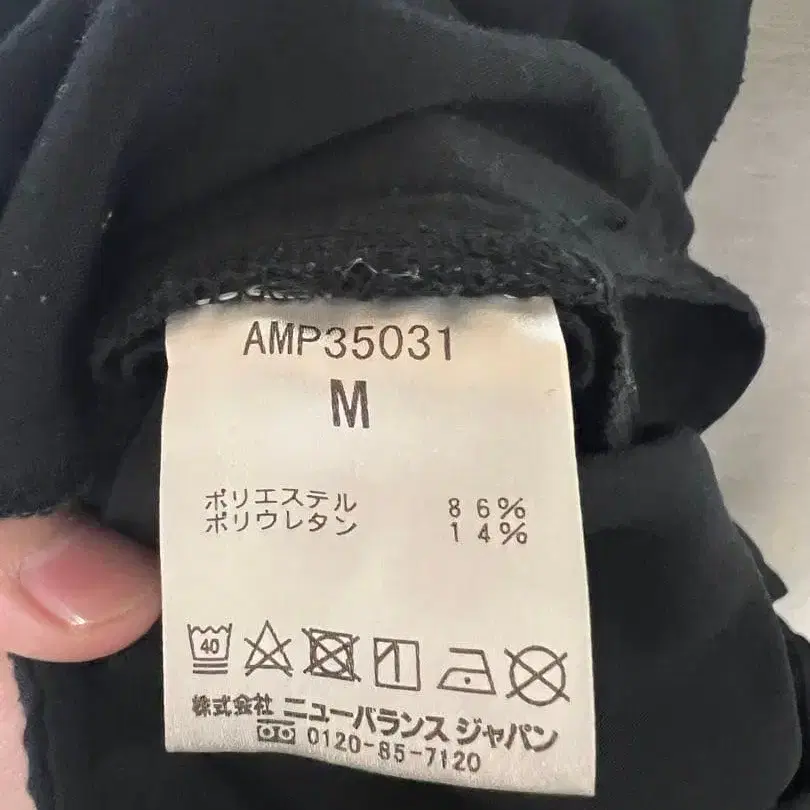 AMP35031
M
ポリエステル 86%
ポリウレタン 14%
40
株式会社 ニューバランス ジャパン
0120-85-7120